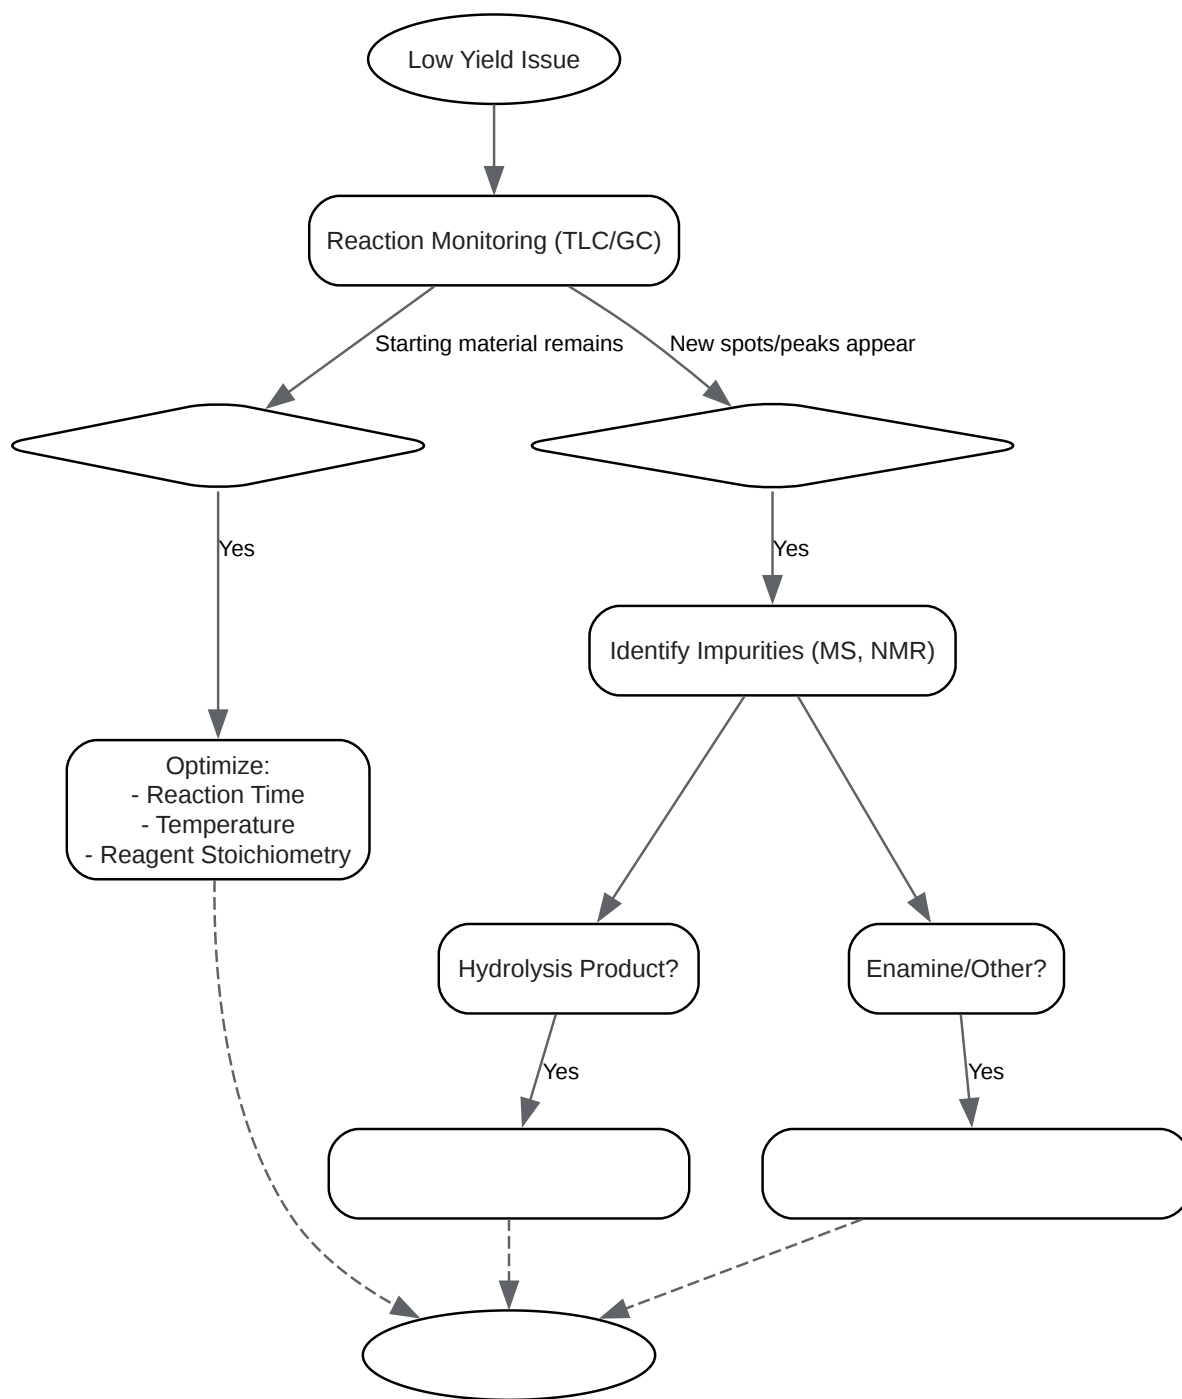 Low Yield Issue
Reaction Monitoring (TLC/GC)
Starting material remains
New spots/peaks appear
Yes
Yes
Identify Impurities (MS, NMR)
Optimize:
- Reaction Time
- Temperature
- Reagent Stoichiometry
Hydrolysis Product?
Enamine/Other?
Yes
Yes